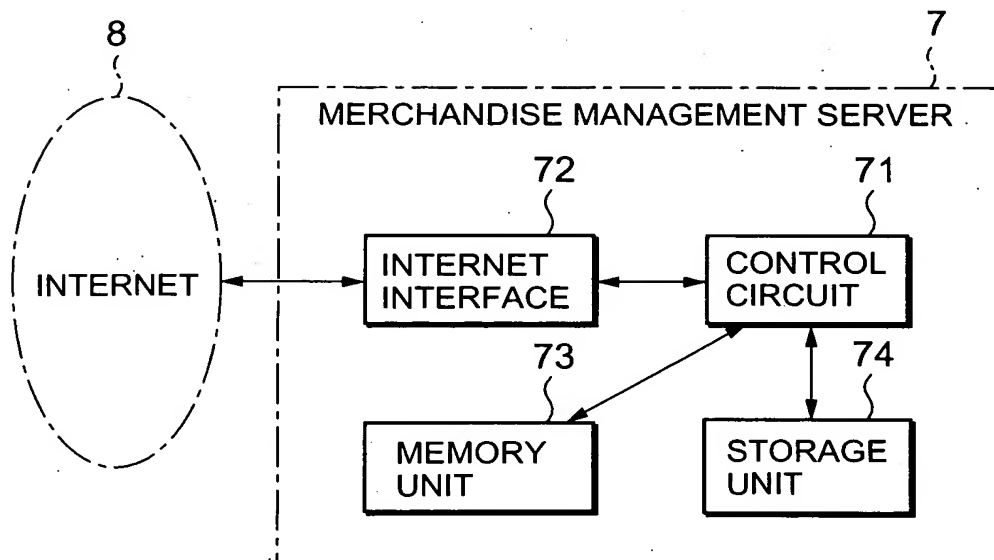 8
7
MERCHANDISE MANAGEMENT SERVER
72
71
INTERNET
INTERNET
INTERFACE
CONTROL
CIRCUIT
73
74
MEMORY
UNIT
STORAGE
UNIT